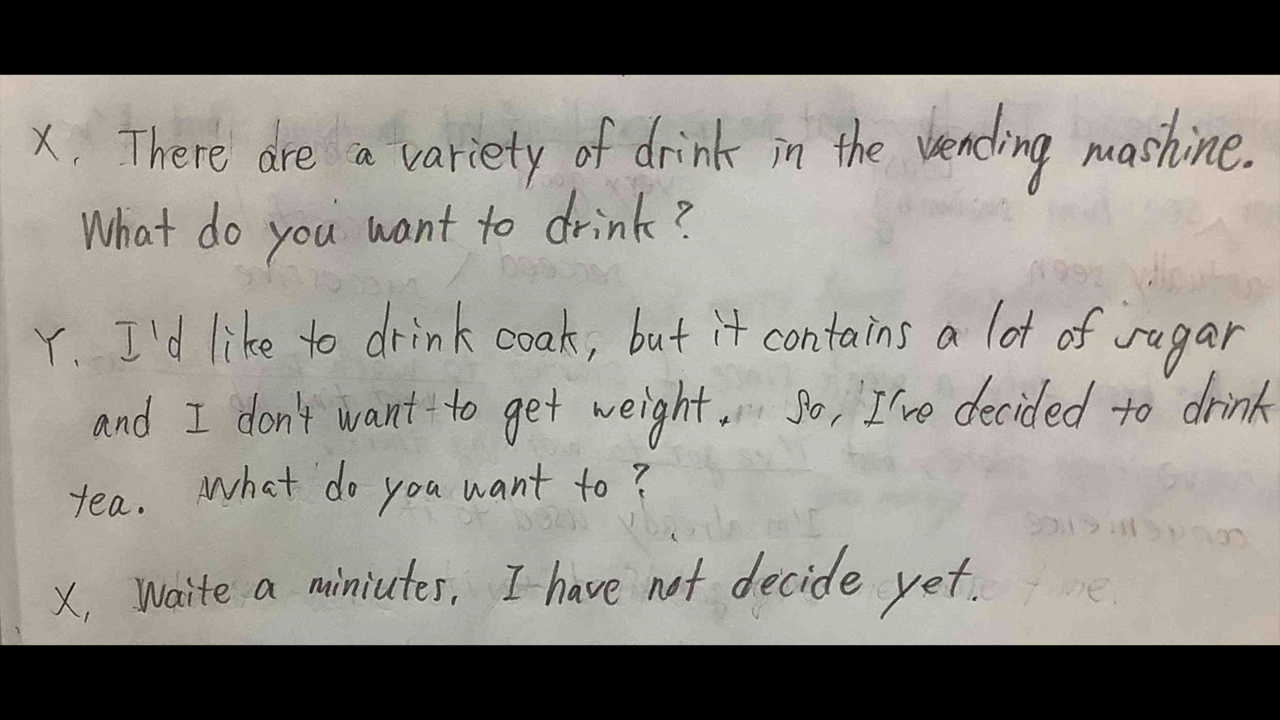 X. There are a variety of drink in the vending mashine.
What do you want to drink?
Y. I'd like to drink coak, but it contains a lot of sugar
and I don't want to get weight. So, I've decided to drink
tea. What do you want to?
X. Waite a miniutes. I have not decide yet.